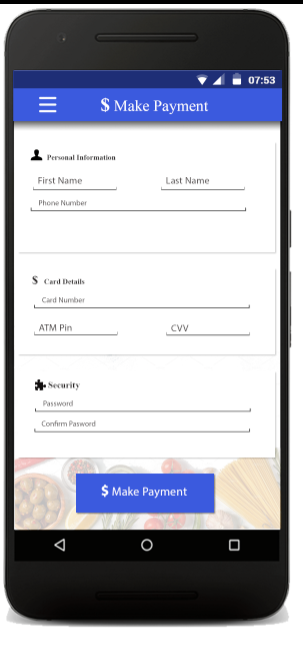 07:53
$ Make Payment
Personal Information
First Name Last Name
Phone Number
$ Card Details
Card Number
ATM Pin CVV
Security
Password
Confirm Pasword
$ Make Payment